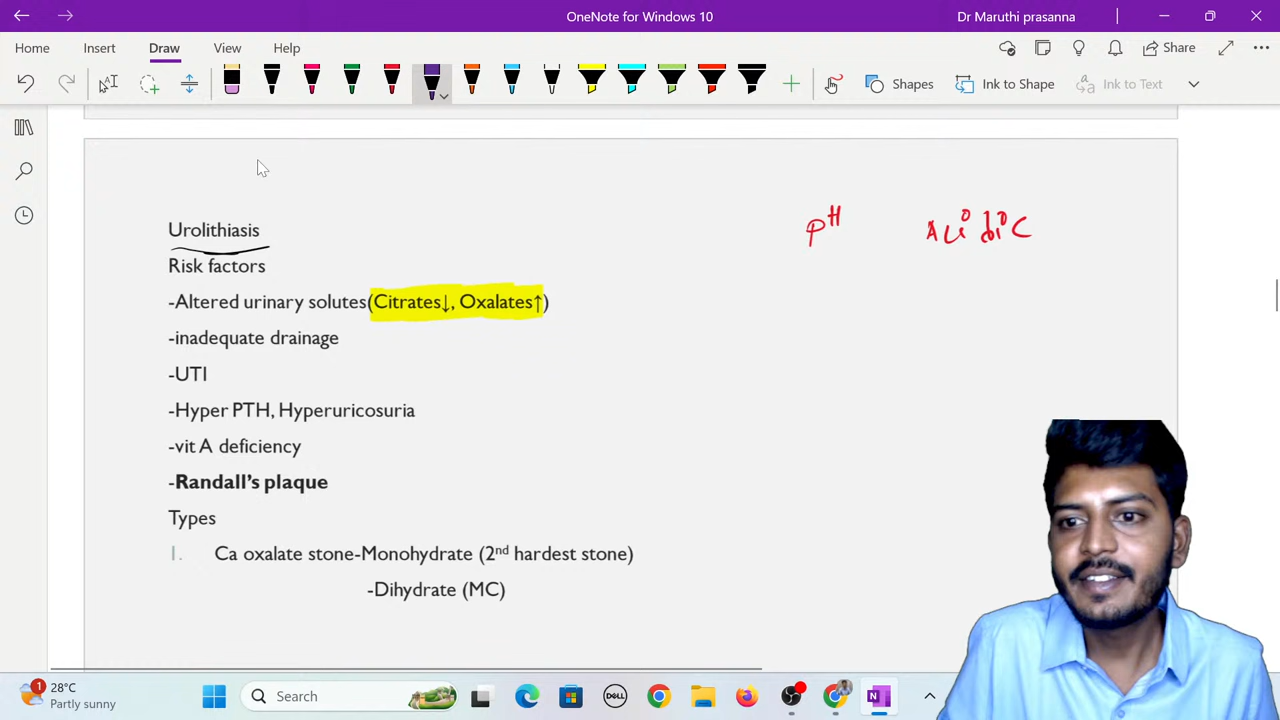 OneNote for Windows 10
Dr Maruthi prasanna
Home Insert Draw View Help
Share
Shapes
Ink to Shape
Ink to Text
Urolithiasis
pH Acidic
Risk factors
-Altered urinary solutes(Citrates↓, Oxalates↑)
-inadequate drainage
-UTI
-Hyper PTH, Hyperuricosuria
-vit A deficiency
-Randall's plaque
Types
1. Ca oxalate stone-Monohydrate (2nd hardest stone)
-Dihydrate (MC)
1
28°C
Partly sunny
Search
DELL